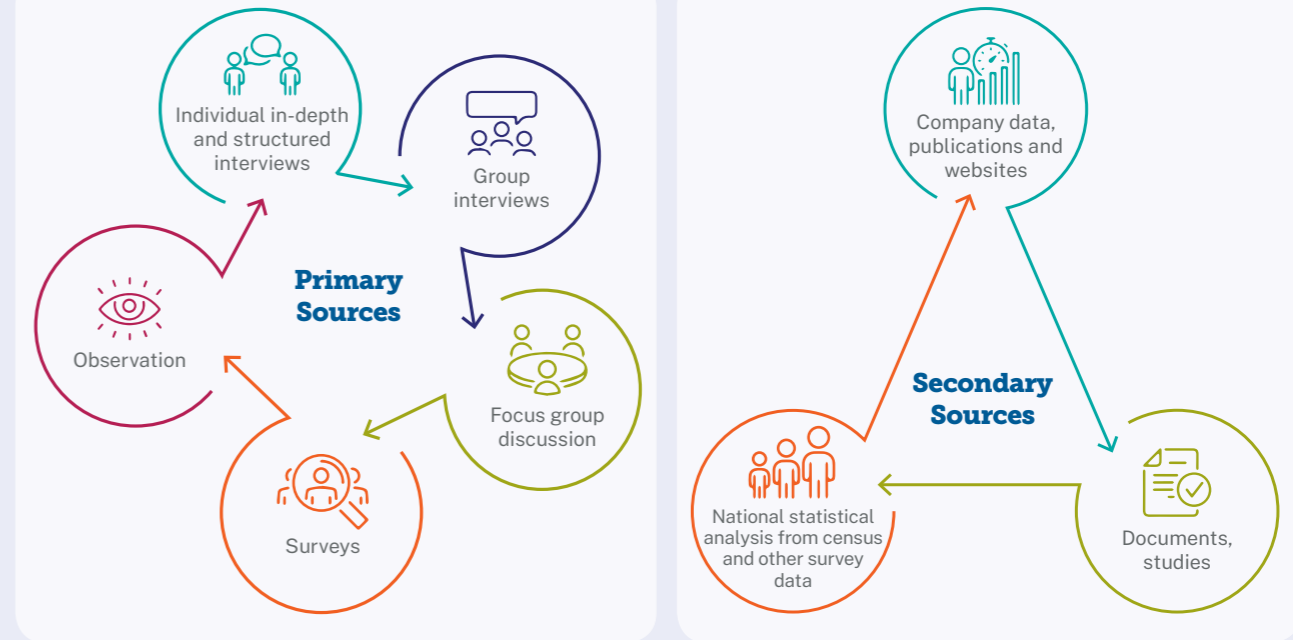 Individual in-depth
and structured
interviews
Group
interviews
Primary
Sources
Observation
Focus group
discussion
Surveys
Company data,
publications and
websites
Secondary
Sources
National statistical
analysis from census
and other survey
data
Documents,
studies